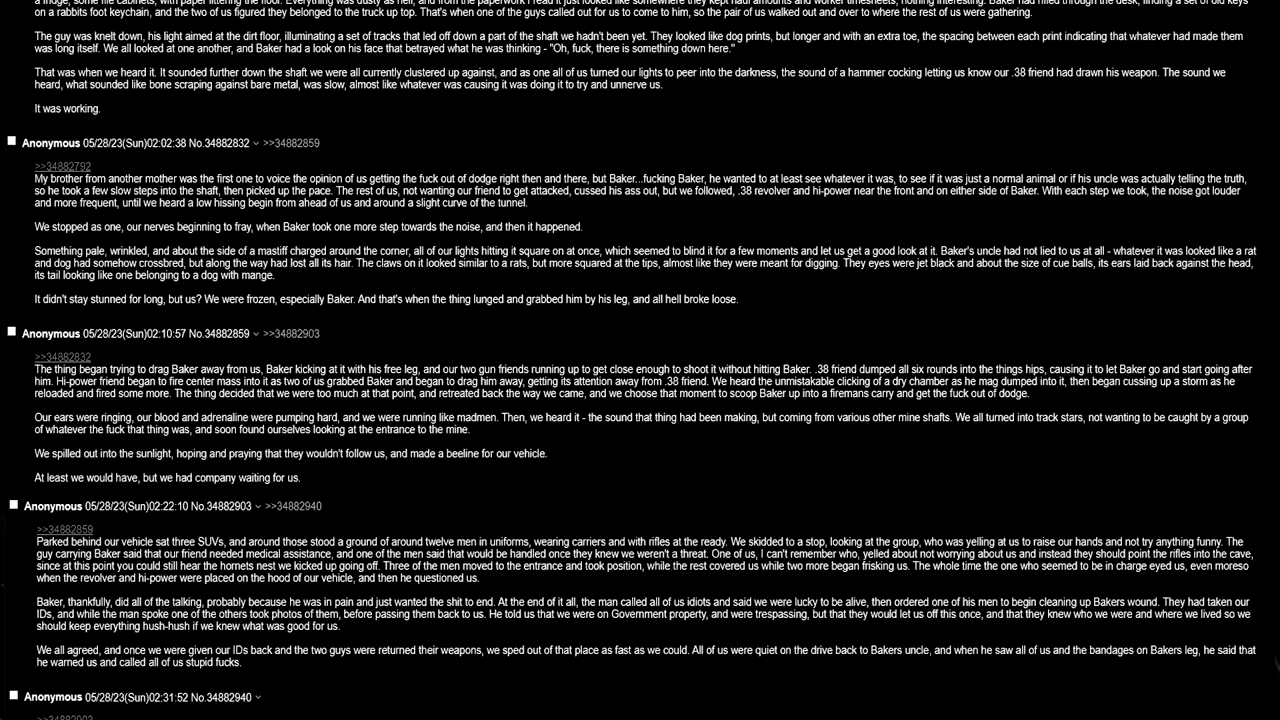 on a rabbits foot keychain, and the two of us figured they belonged to the truck up top. That's when one of the guys called out for us to come to him, so the pair of us walked out and over to where the rest of us were gathering.
The guy was knelt down, his light aimed at the dirt floor, illuminating a set of tracks that led off down a part of the shaft we hadn't been yet. They looked like dog prints, but longer and with an extra toe, the spacing between each print indicating that whatever had made them
was long itself. We all looked at one another, and Baker had a look on his face that betrayed what he was thinking - "Oh, fuck, there is something down here."
That was when we heard it. It sounded further down the shaft we were all currently clustered up against, and as one all of us turned our lights to peer into the darkness, the sound of a hammer cocking letting us know our .38 friend had drawn his weapon. The sound we
heard, what sounded like bone scraping against bare metal, was slow, almost like whatever was causing it was doing it to try and unnerve us.
It was working.
Anonymous 05/28/23(Sun)02:02:38 No.34882832 >>34882859
>>34882792
My brother from another mother was the first one to voice the opinion of us getting the fuck out of dodge right then and there, but Baker...fucking Baker, he wanted to at least see whatever it was, to see if it was just a normal animal or if his uncle was actually telling the truth,
so he took a few slow steps into the shaft, then picked up the pace. The rest of us, not wanting our friend to get attacked, cussed his ass out, but we followed, .38 revolver and hi-power near the front and on either side of Baker. With each step we took, the noise got louder
and more frequent, until we heard a low hissing begin from ahead of us and around a slight curve of the tunnel.
We stopped as one, our nerves beginning to fray, when Baker took one more step towards the noise, and then it happened.
Something pale, wrinkled, and about the side of a mastiff charged around the corner, all of our lights hitting it square on at once, which seemed to blind it for a few moments and let us get a good look at it. Baker's uncle had not lied to us at all - whatever it was looked like a rat
and dog had somehow crossbred, but along the way had lost all its hair. The claws on it looked similar to a rats, but more squared at the tips, almost like they were meant for digging. They eyes were jet black and about the size of cue balls, its ears laid back against the head,
its tail looking like one belonging to a dog with mange.
It didn't stay stunned for long, but us? We were frozen, especially Baker. And that's when the thing lunged and grabbed him by his leg, and all hell broke loose.
Anonymous 05/28/23(Sun)02:10:57 No.34882859 >>34882903
>>34882832
The thing began trying to drag Baker away from us, Baker kicking at it with his free leg, and our two gun friends running up to get close enough to shoot it without hitting Baker. .38 friend dumped all six rounds into the things hips, causing it to let Baker go and start going after
him. Hi-power friend began to fire center mass into it as two of us grabbed Baker and began to drag him away, getting its attention away from .38 friend. We heard the unmistakable clicking of a dry chamber as he mag dumped into it, then began cussing up a storm as he
reloaded and fired some more. The thing decided that we were too much at that point, and retreated back the way we came, and we choose that moment to scoop Baker up into a firemans carry and get the fuck out of dodge.
Our ears were ringing, our blood and adrenaline were pumping hard, and we were running like madmen. Then, we heard it - the sound that thing had been making, but coming from various other mine shafts. We all turned into track stars, not wanting to be caught by a group
of whatever the fuck that thing was, and soon found ourselves looking at the entrance to the mine.
We spilled out into the sunlight, hoping and praying that they wouldn't follow us, and made a beeline for our vehicle.
At least we would have, but we had company waiting for us.
Anonymous 05/28/23(Sun)02:22:10 No.34882903 >>34882940
>>34882859
Parked behind our vehicle sat three SUVs, and around those stood a ground of around twelve men in uniforms, wearing carriers and with rifles at the ready. We skidded to a stop, looking at the group, who was yelling at us to raise our hands and not try anything funny. The
guy carrying Baker said that our friend needed medical assistance, and one of the men said that would be handled once they knew we weren't a threat. One of us, I can't remember who, yelled about not worrying about us and instead they should point the rifles into the cave,
since at this point you could still hear the hornets nest we kicked up going off. Three of the men moved to the entrance and took position, while the rest covered us while two more began frisking us. The whole time the one who seemed to be in charge eyed us, even moreso
when the revolver and hi-power were placed on the hood of our vehicle, and then he questioned us.
Baker, thankfully, did all of the talking, probably because he was in pain and just wanted the shit to end. At the end of it all, the man called all of us idiots and said we were lucky to be alive, then ordered one of his men to begin cleaning up Bakers wound. They had taken our
IDs, and while the man spoke one of the others took photos of them, before passing them back to us. He told us that we were on Government property, and were trespassing, but that they would let us off this once, and that they knew who we were and where we lived so we
should keep everything hush-hush if we knew what was good for us.
We all agreed, and once we were given our IDs back and the two guys were returned their weapons, we sped out of that place as fast as we could. All of us were quiet on the drive back to Bakers uncle, and when he saw all of us and the bandages on Bakers leg, he said that
he warned us and called all of us stupid fucks.
Anonymous 05/28/23(Sun)02:31:52 No.34882940
>>34882903